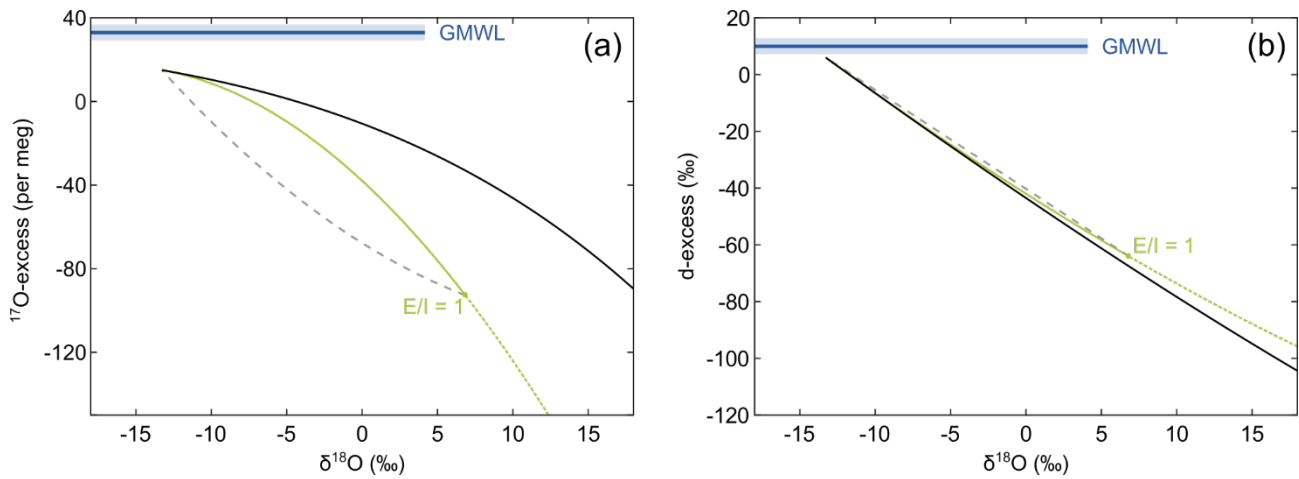 40
0
-40
-80
-120
¹⁷O-excess (per meg)
GMWL
(a)
E/I = 1
-15
-10
-5
0
5
10
15
δ¹⁸O (‰)
20
0
-20
-40
-60
-80
-100
-120
d-excess (‰)
GMWL
(b)
E/I = 1
-15
-10
-5
0
5
10
15
δ¹⁸O (‰)